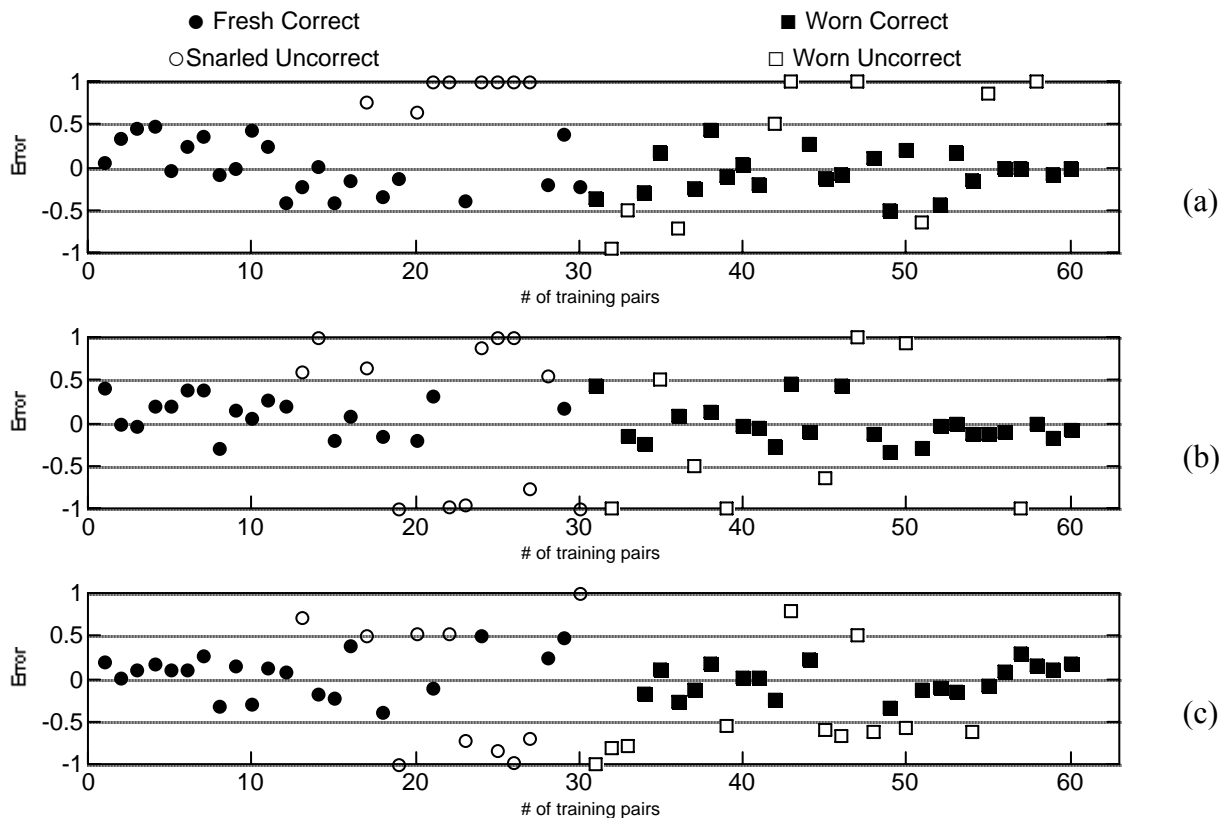 Fresh Correct Worn Correct
Snarled Uncorrect Worn Uncorrect
1
0.5
0
-0.5
-1
Error
0 10 20 30 40 50 60
# of training pairs
(a)
1
0.5
0
-0.5
-1
Error
0 10 20 30 40 50 60
# of training pairs
(b)
1
0.5
0
-0.5
-1
Error
0 10 20 30 40 50 60
# of training pairs
(c)